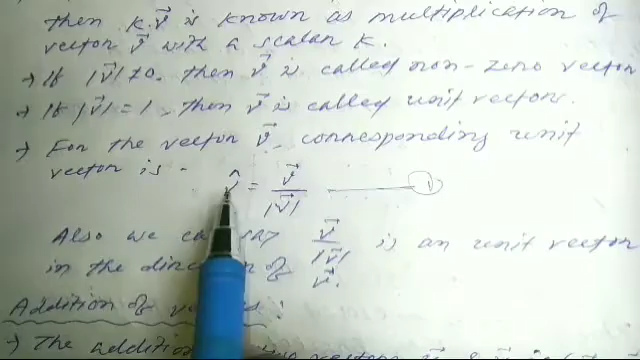 then k.v⃗ is known as multiplication of
vector v⃗ with a scalar k.
→ If |v⃗|≠0, then v⃗ is called non-zero vector
→ If |v⃗|=1, then v⃗ is called unit vector.
→ For the vector v⃗, corresponding unit
vector is -
v̂ = v⃗ / |v⃗| ——— (1)
Also we can say v⃗ / |v⃗| is an unit vector
in the direction of v⃗.
Addition of :
→ The addition vectors